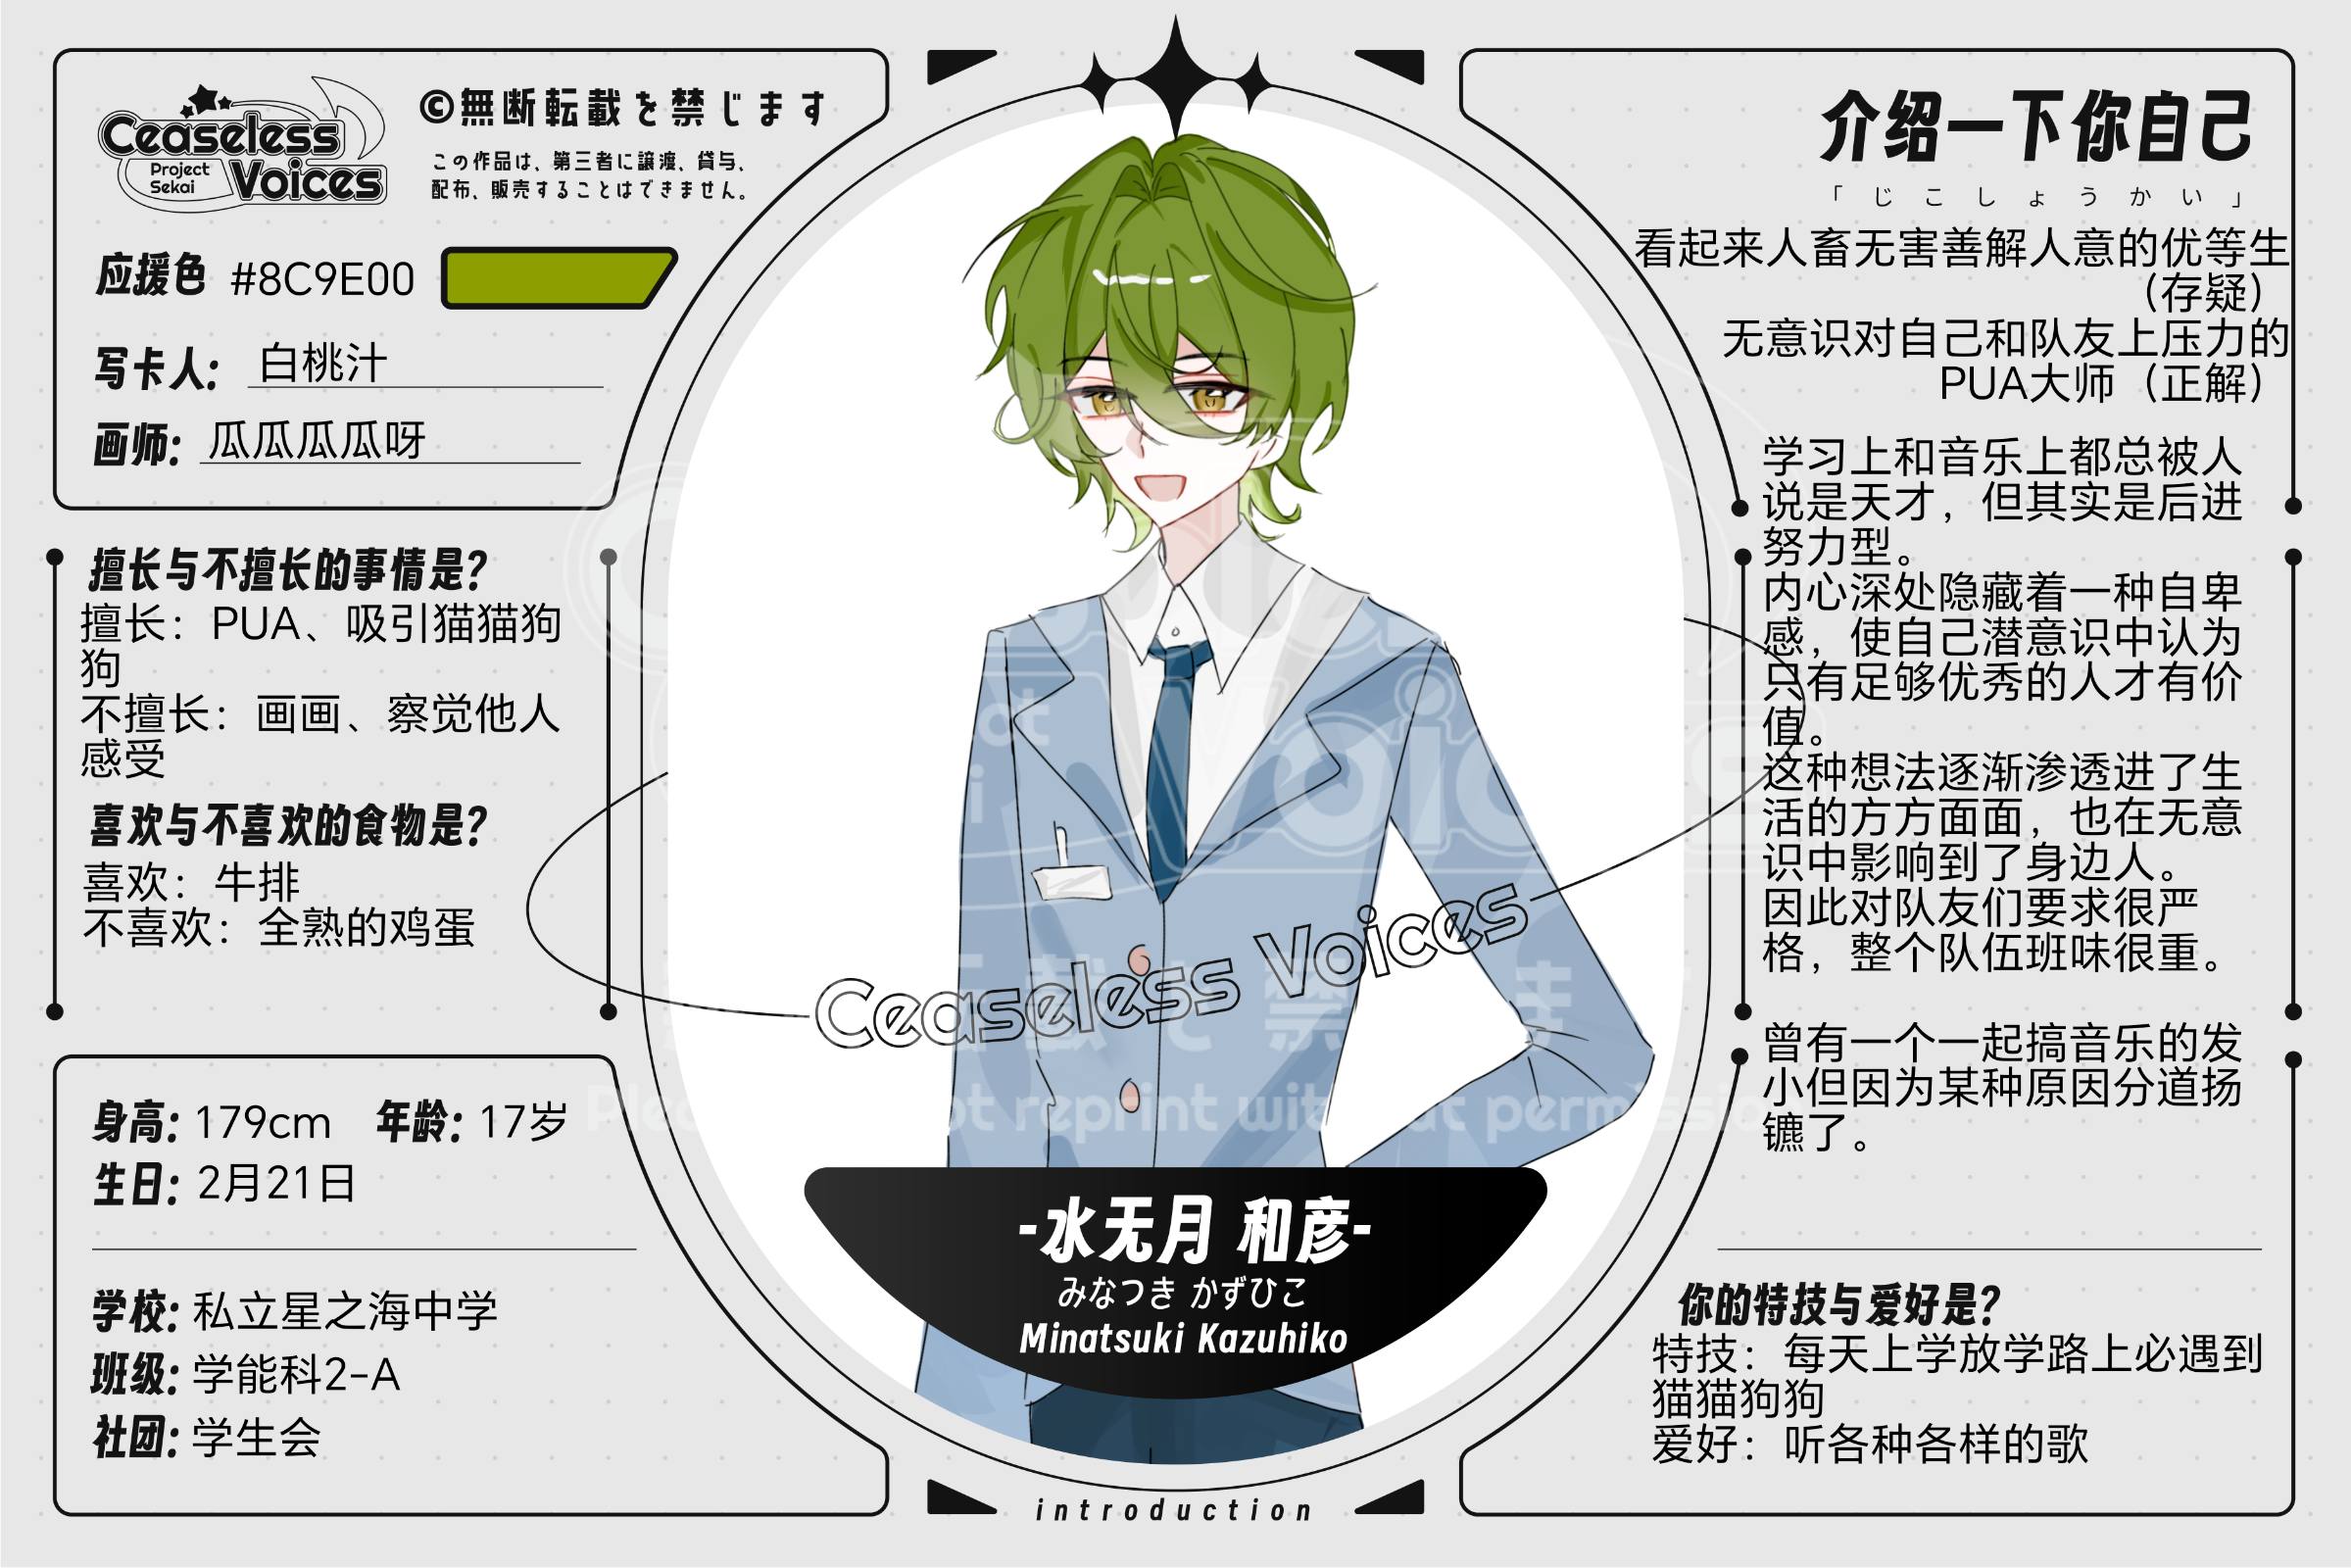 Ceaseless
Project
Sekai
Voices
©無断転載を禁じます
この作品は、第三者に譲渡、貸与、
配布、販売することはできません。
应援色 #8C9E00
写卡人: 白桃汁
画师: 瓜瓜瓜瓜呀
擅长与不擅长的事情是?
擅长：PUA、吸引猫猫狗
狗
不擅长：画画、察觉他人
感受
喜欢与不喜欢的食物是?
喜欢：牛排
不喜欢：全熟的鸡蛋
身高: 179cm 年龄: 17岁
生日: 2月21日
学校: 私立星之海中学
班级: 学能科2-A
社团: 学生会
Ceaseless Voices
Please do not reprint without permission
-水无月 和彦-
みなつき かずひこ
Minatsuki Kazuhiko
introduction
介绍一下你自己
「じこしょうかい」
看起来人畜无害善解人意的优等生
（存疑）
无意识对自己和队友上压力的
PUA大师（正解）
学习上和音乐上都总被人
说是天才，但其实是后进
努力型。
内心深处隐藏着一种自卑
感，使自己潜意识中认为
只有足够优秀的人才有价
值。
这种想法逐渐渗透进了生
活的方方面面，也在无意
识中影响到了身边人。
因此对队友们要求很严
格，整个队伍班味很重。
曾有一个一起搞音乐的发
小但因为某种原因分道扬
镳了。
你的特技与爱好是?
特技：每天上学放学路上必遇到
猫猫狗狗
爱好：听各种各样的歌